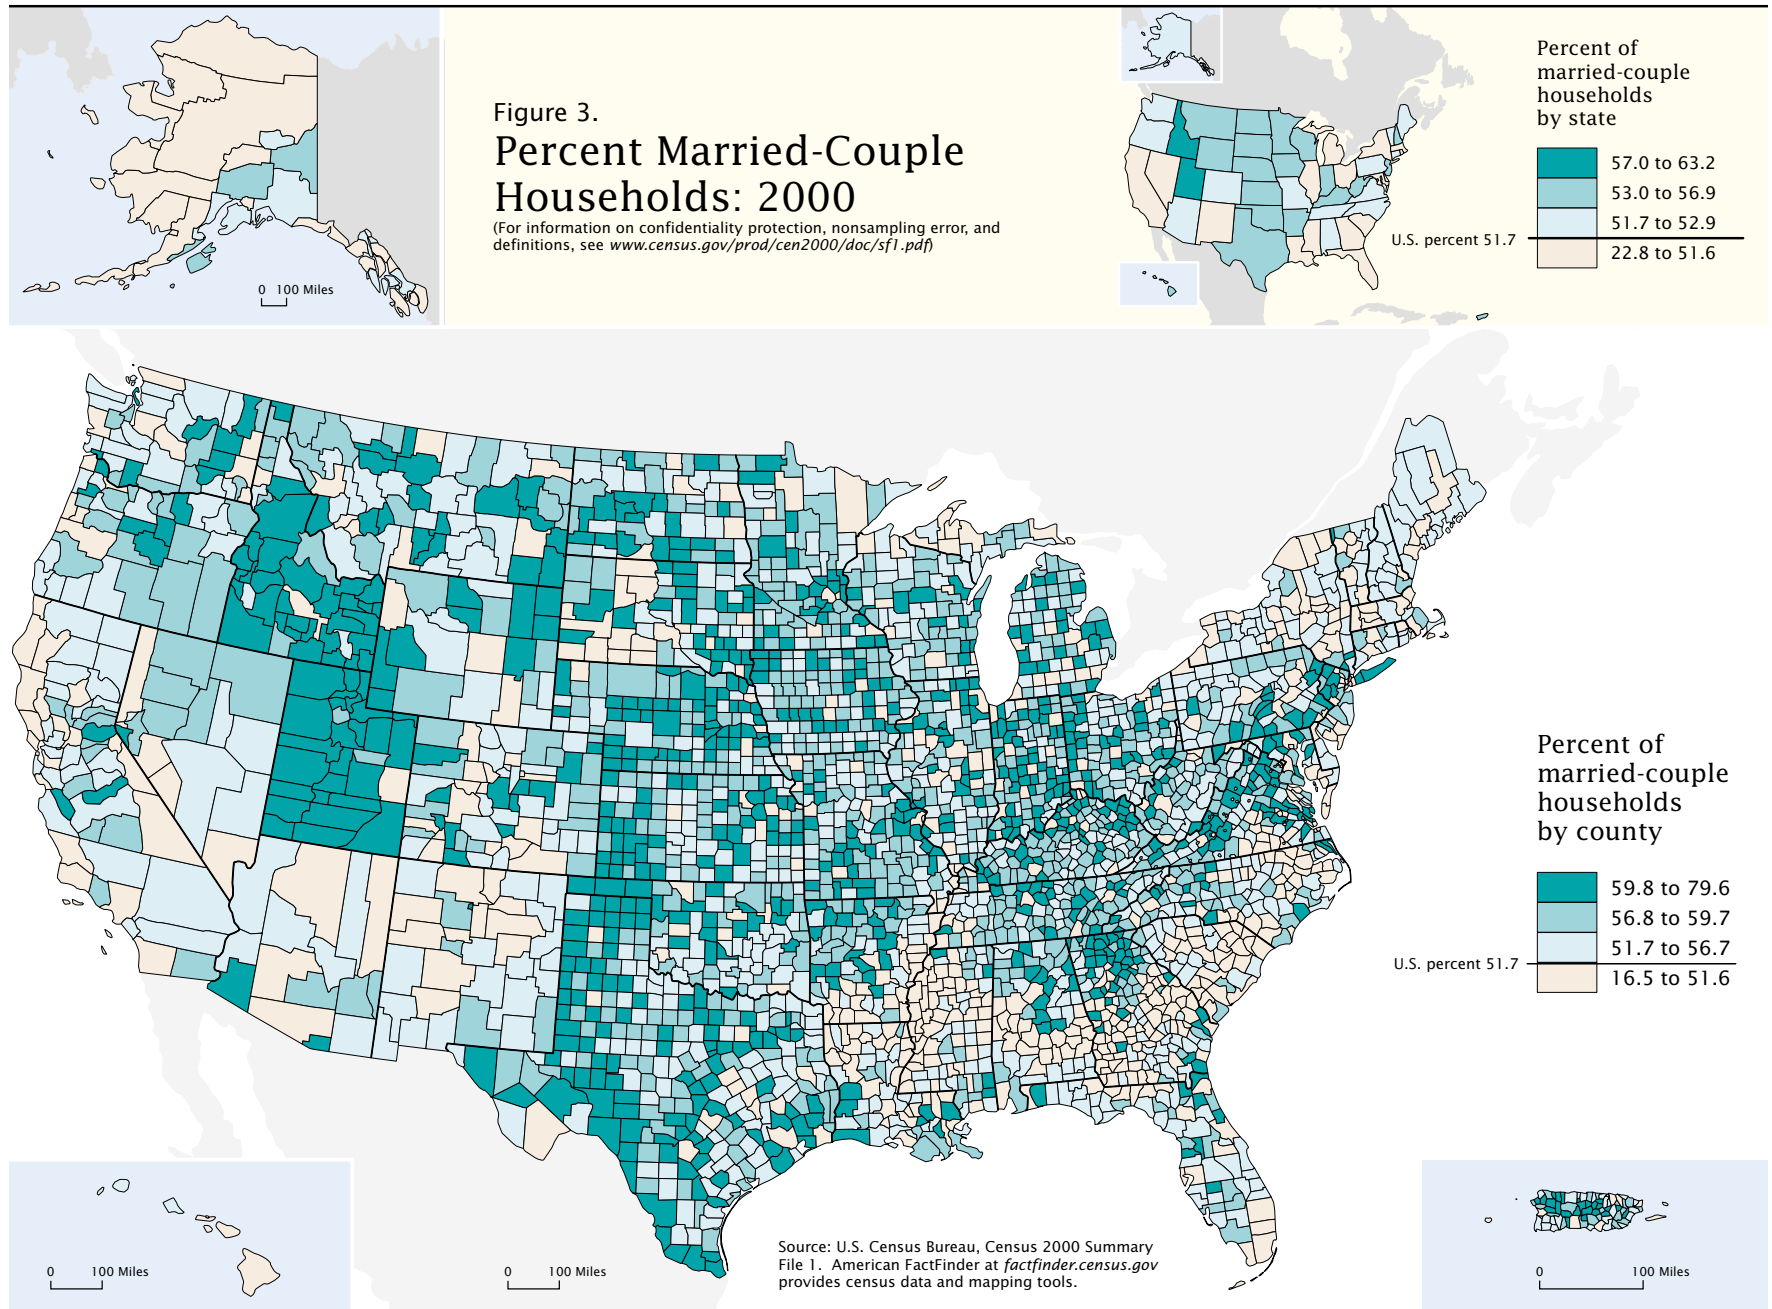 Figure 3.
Percent Married-Couple
Households: 2000
(For information on confidentiality protection, nonsampling error, and
definitions, see www.census.gov/prod/cen2000/doc/sf1.pdf)
0 100 Miles
Percent of
married-couple
households
by state
57.0 to 63.2
53.0 to 56.9
51.7 to 52.9
U.S. percent 51.7
22.8 to 51.6
Percent of
married-couple
households
by county
59.8 to 79.6
56.8 to 59.7
51.7 to 56.7
U.S. percent 51.7
16.5 to 51.6
0 100 Miles
0 100 Miles
Source: U.S. Census Bureau, Census 2000 Summary
File 1. American FactFinder at factfinder.census.gov
provides census data and mapping tools.
0 100 Miles